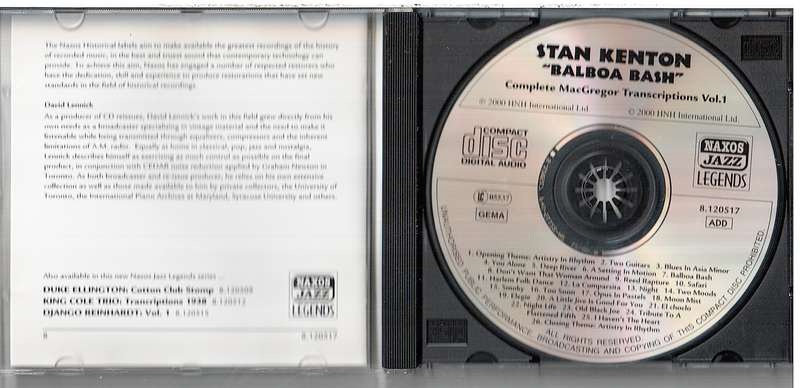 The Naxos Historical labels aim to make available the greatest recordings of the history
of recorded music, in the best and truest sound that contemporary technology can
provide. To achieve this aim, Naxos has engaged a number of respected restorers who
have the dedication, skill and experience to produce restorations that have set new
standards in the field of historical recordings.
David Lennick
As a producer of CD reissues, David Lennick's work in this field grew directly from his
own needs as a broadcaster specializing in vintage material and the need to make it
listenable while being transmitted through equalizers, compressors and the inherent
limitations of A.M. radio. Equally at home in classical, pop, jazz and nostalgia,
Lennick describes himself as exercising as much control as possible on the final
product, in conjunction with CEDAR noise reduction applied by Graham Newton in
Toronto. As both broadcaster and re-issue producer, he relies on his own extensive
collection as well as those made available to him by private collectors, the University of
Toronto, the International Piano Archives at Maryland, Syracuse University and others.
Also available in this new Naxos Jazz Legends series ...
DUKE ELLINGTON: Cotton Club Stomp 8.120509
KING COLE TRIO: Transcriptions 1938 8.120512
DJANGO REINHARDT: Vol. 1 8.120515
NAXOS
JAZZ
LEGENDS
8
8.120517
STAN KENTON
"BALBOA BASH"
Complete MacGregor Transcriptions Vol.1
℗ 2000 HNH International Ltd.
© 2000 HNH International Ltd.
COMPACT
disc
DIGITAL AUDIO
NAXOS
JAZZ
LEGENDS
LC 05537
GEMA
8.120517
ADD
1. Opening Theme: Artistry In Rhythm 2. Two Guitars 3. Blues In Asia Minor
4. You Alone 5. Deep River 6. A Setting In Motion 7. Balboa Bash
8. Don't Want That Woman Around 9. Reed Rapture 10. Safari
11. Harlem Folk Dance 12. La Cumparsita 13. Night 14. Two Moods
15. Sometime Too Soon 17. Opus In Pastels 18. Moon Mist
19. Elegie 20. A Little Jive Is Good For You 21. El choclo
22. Night Life 23. Old Black Joe 24. Tribute To A
Flattened Fifth 25. I Haven't The Heart
26. Closing Theme: Artistry In Rhythm
ALL RIGHTS RESERVED.
UNAUTHORISED PUBLIC PERFORMANCE, BROADCASTING AND COPYING OF THIS COMPACT DISC PROHIBITED.